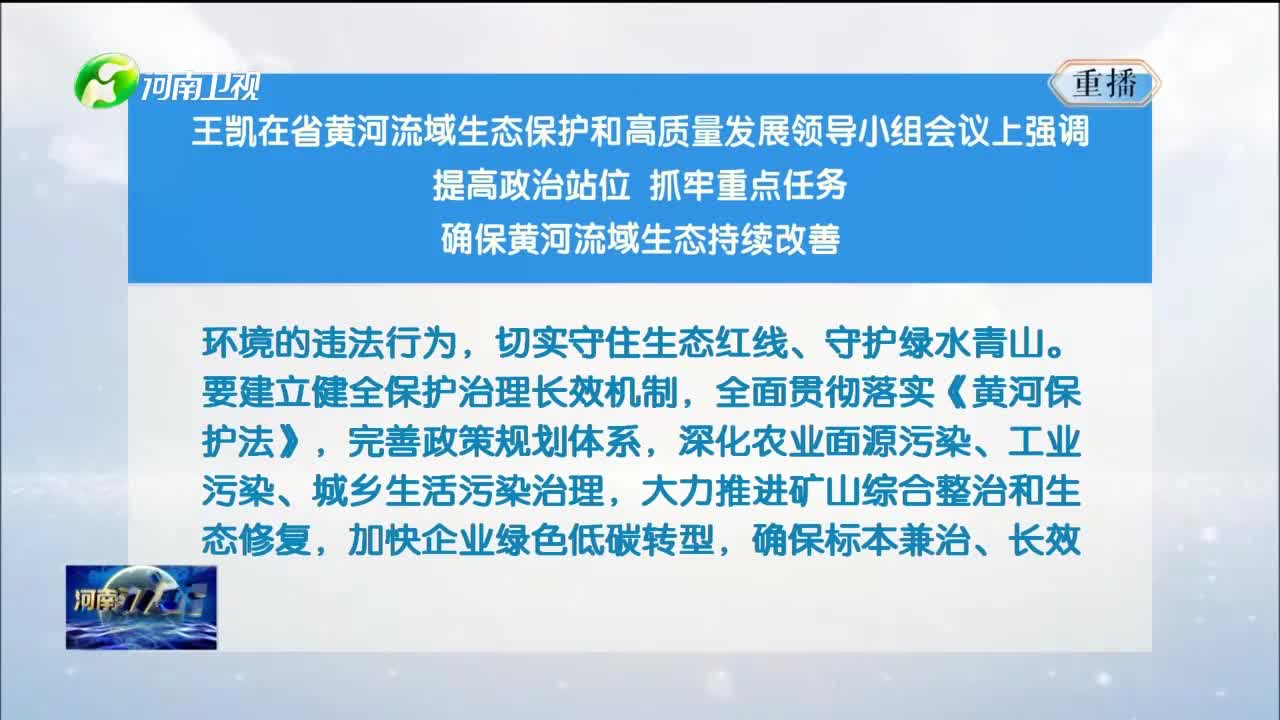 河南卫视
重播
王凯在省黄河流域生态保护和高质量发展领导小组会议上强调
提高政治站位 抓牢重点任务
确保黄河流域生态持续改善
环境的违法行为，切实守住生态红线、守护绿水青山。
要建立健全保护治理长效机制，全面贯彻落实《黄河保
护法》，完善政策规划体系，深化农业面源污染、工业
污染、城乡生活污染治理，大力推进矿山综合整治和生
态修复，加快企业绿色低碳转型，确保标本兼治、长效
河南